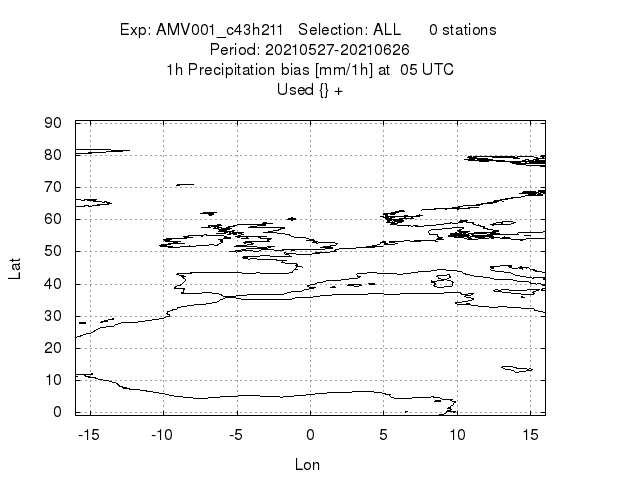 Exp: AMV001_c43h211   Selection: ALL      0 stations
Period: 20210527-20210626
1h Precipitation bias [mm/1h] at  05 UTC
Used {} +
90
80
70
60
50
40
30
20
10
0
Lat
-15 -10 -5 0 5 10 15
Lon